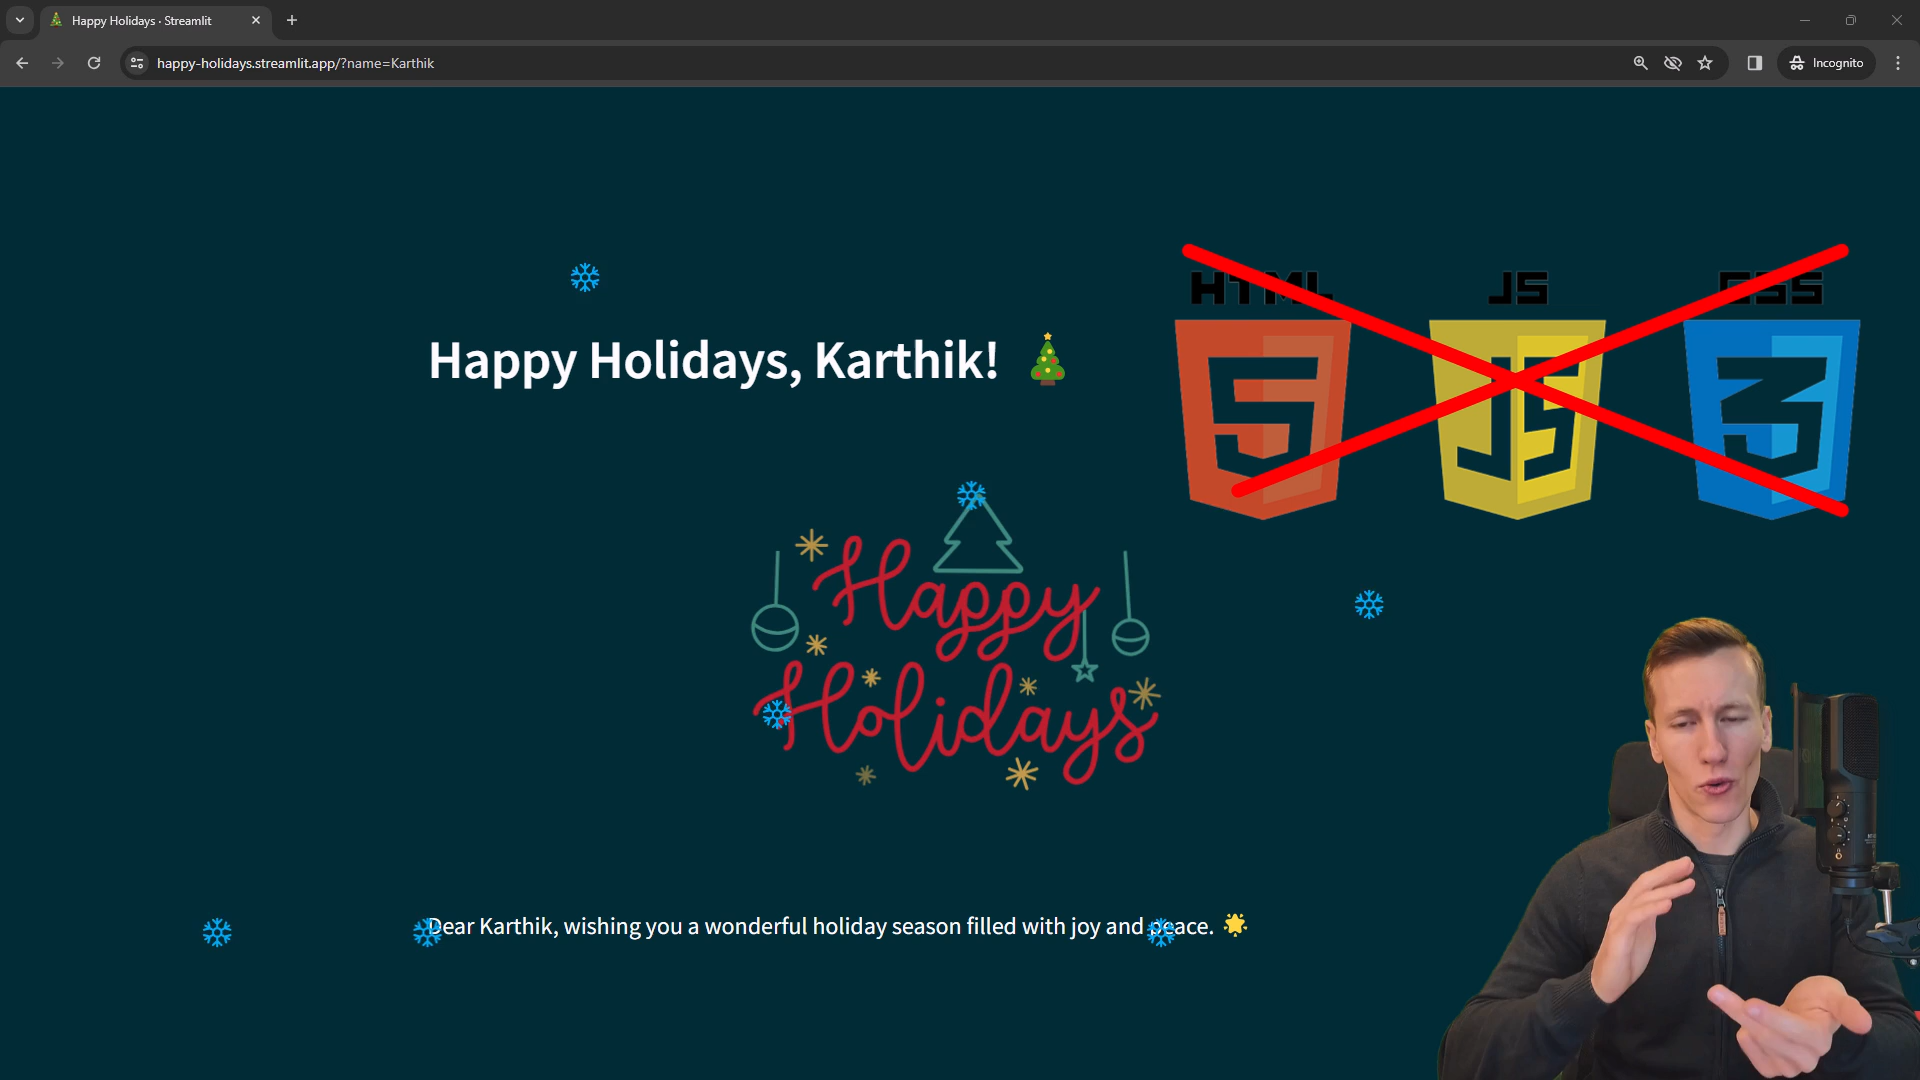 Happy Holidays · Streamlit
happy-holidays.streamlit.app/?name=Karthik
Incognito
HTML
JS
CSS
Happy Holidays, Karthik!
5
JS
3
Happy
Holidays
Dear Karthik, wishing you a wonderful holiday season filled with joy and peace.